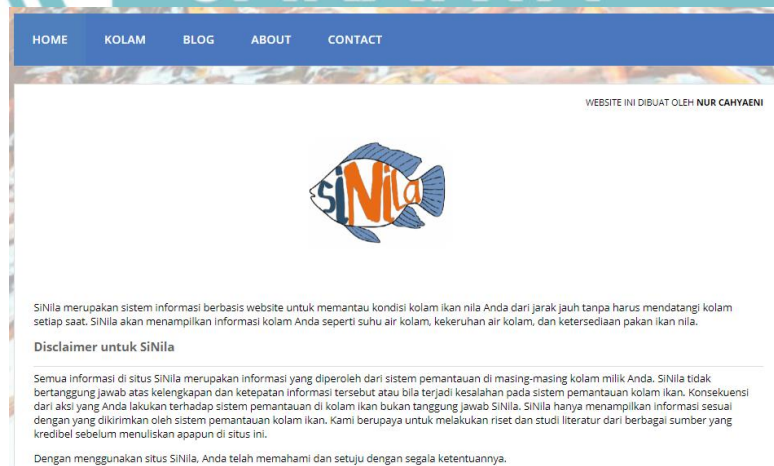 HOME KOLAM BLOG ABOUT CONTACT
WEBSITE INI DIBUAT OLEH NUR CAHYAENI
SiNila
SiNila merupakan sistem informasi berbasis website untuk memantau kondisi kolam ikan nila Anda dari jarak jauh tanpa harus mendatangi kolam
setiap saat. SiNila akan menampilkan informasi kolam Anda seperti suhu air kolam, kekeruhan air kolam, dan ketersediaan pakan ikan nila.
Disclaimer untuk SiNila
Semua informasi di situs SiNila merupakan informasi yang diperoleh dari sistem pemantauan di masing-masing kolam milik Anda. SiNila tidak
bertanggung jawab atas kelengkapan dan ketepatan informasi tersebut atau bila terjadi kesalahan pada sistem pemantauan kolam ikan. Konsekuensi
dari aksi yang Anda lakukan terhadap sistem pemantauan di kolam ikan bukan tanggung jawab SiNila. SiNila hanya menampilkan informasi sesuai
dengan yang dikirimkan oleh sistem pemantauan kolam ikan. Kami berupaya untuk melakukan riset dan studi literatur dari berbagai sumber yang
kredibel sebelum menuliskan apapun di situs ini.
Dengan menggunakan situs SiNila, Anda telah memahami dan setuju dengan segala ketentuannya.